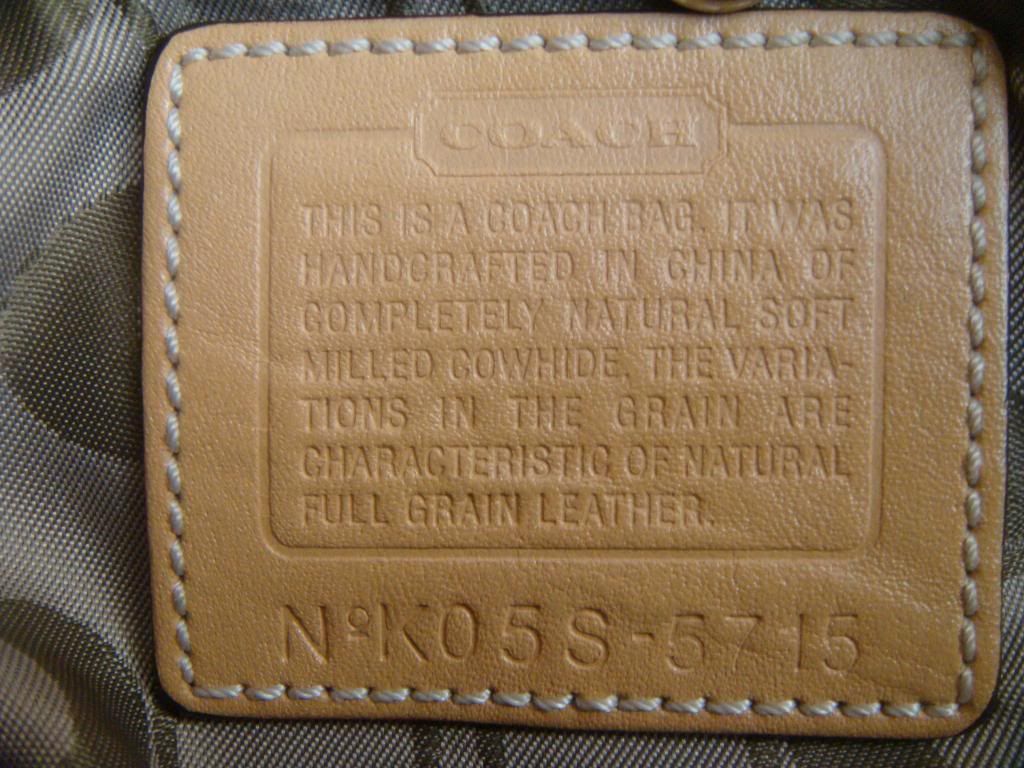 COACH
THIS IS A COACH BAG. IT WAS
HANDCRAFTED IN CHINA OF
COMPLETELY NATURAL SOFT
MILLED COWHIDE. THE VARIA-
TIONS IN THE GRAIN ARE
CHARACTERISTIC OF NATURAL
FULL GRAIN LEATHER.
NºK05S-5715